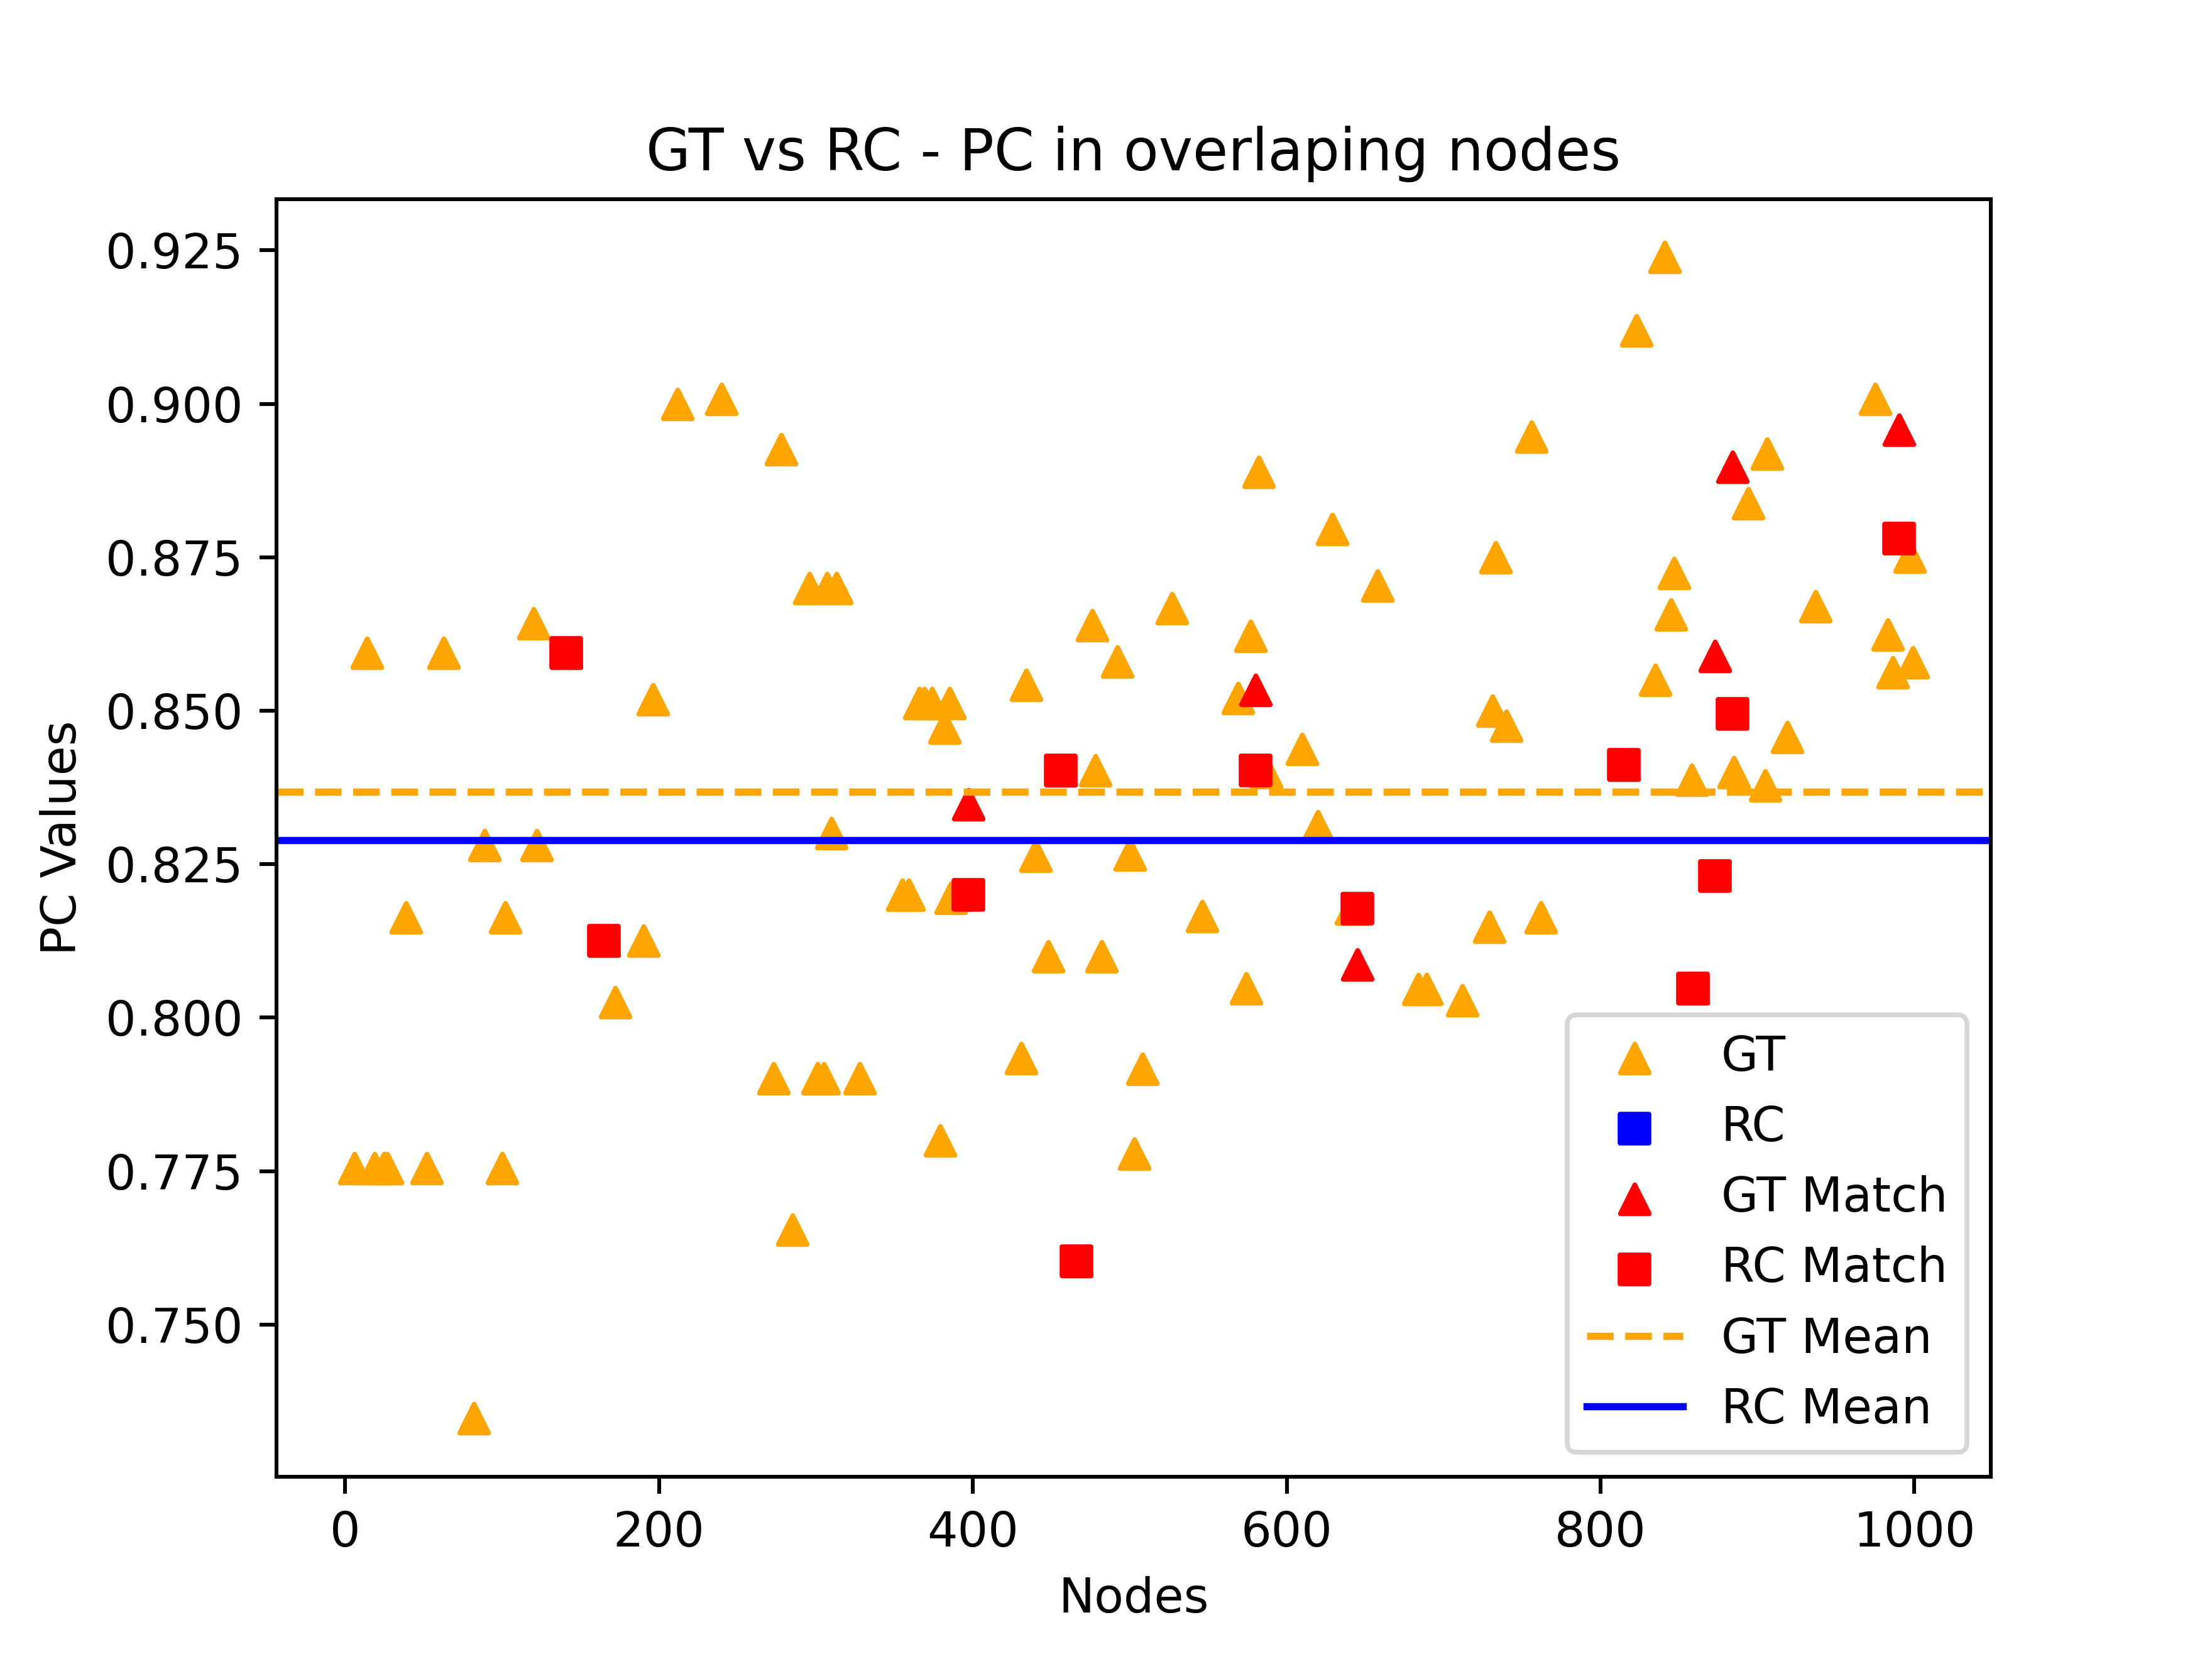 GT vs RC - PC in overlaping nodes
PC Values
0.925
0.900
0.875
0.850
0.825
0.800
0.775
0.750
GT
RC
GT Match
RC Match
GT Mean
RC Mean
0 200 400 600 800 1000
Nodes